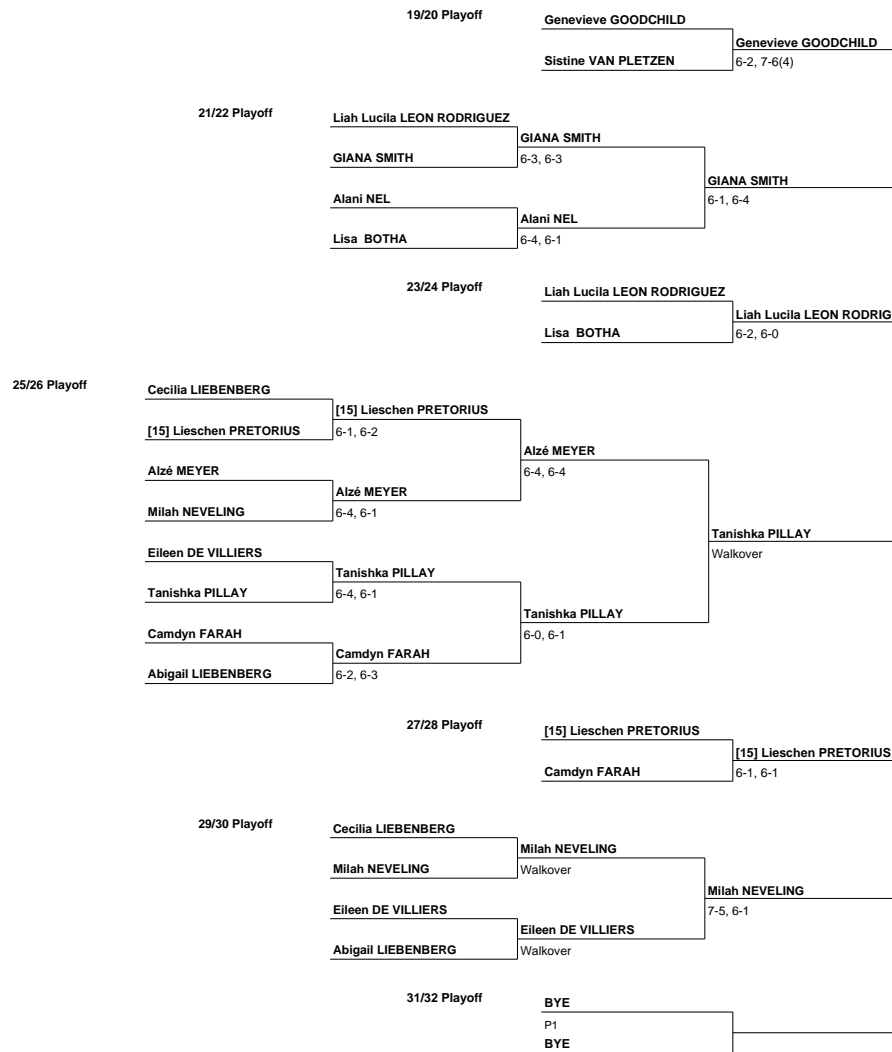 19/20 Playoff
Genevieve GOODCHILD
Genevieve GOODCHILD
Sistine VAN PLETZEN
6-2, 7-6(4)
21/22 Playoff
Liah Lucila LEON RODRIGUEZ
GIANA SMITH
GIANA SMITH
6-3, 6-3
GIANA SMITH
Alani NEL
6-1, 6-4
Alani NEL
Lisa BOTHA
6-4, 6-1
23/24 Playoff
Liah Lucila LEON RODRIGUEZ
Liah Lucila LEON RODRIG
Lisa BOTHA
6-2, 6-0
25/26 Playoff
Cecilia LIEBENBERG
[15] Lieschen PRETORIUS
[15] Lieschen PRETORIUS
6-1, 6-2
Alzé MEYER
Alzé MEYER
6-4, 6-4
Alzé MEYER
Milah NEVELING
6-4, 6-1
Tanishka PILLAY
Eileen DE VILLIERS
Walkover
Tanishka PILLAY
Tanishka PILLAY
6-4, 6-1
Tanishka PILLAY
Camdyn FARAH
6-0, 6-1
Camdyn FARAH
Abigail LIEBENBERG
6-2, 6-3
27/28 Playoff
[15] Lieschen PRETORIUS
[15] Lieschen PRETORIUS
Camdyn FARAH
6-1, 6-1
29/30 Playoff
Cecilia LIEBENBERG
Milah NEVELING
Milah NEVELING
Walkover
Milah NEVELING
Eileen DE VILLIERS
7-5, 6-1
Eileen DE VILLIERS
Abigail LIEBENBERG
Walkover
31/32 Playoff
BYE
P1
BYE